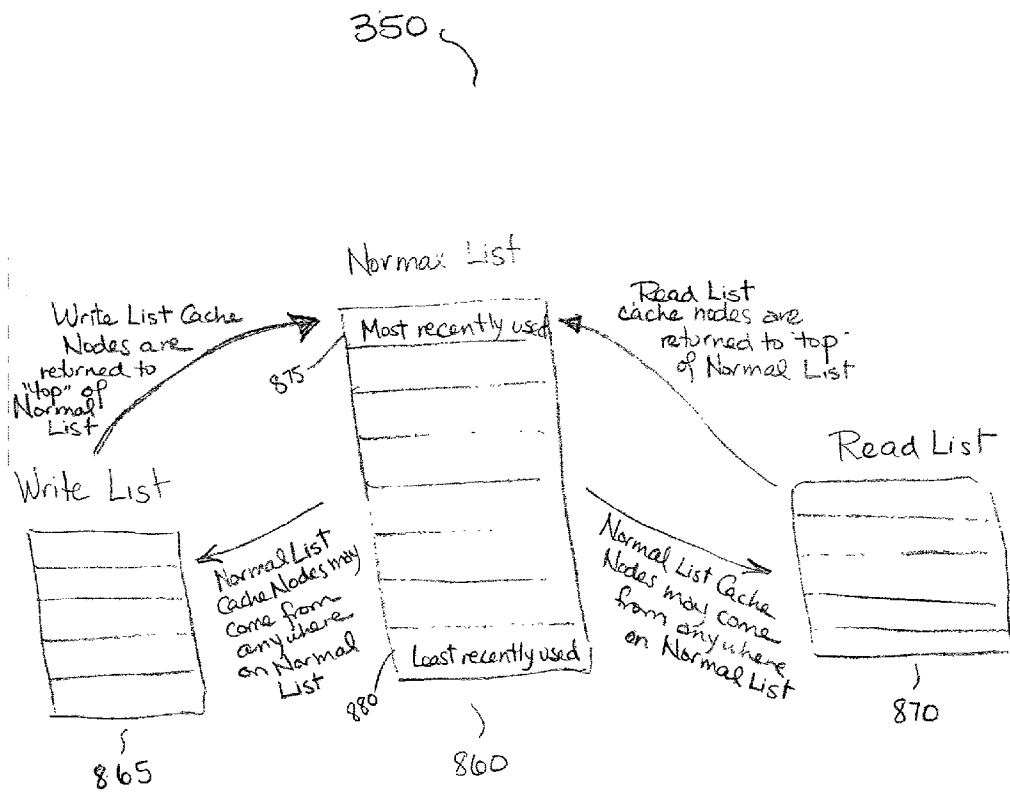 350
Normal List
Write List Cache
Nodes are
returned to
"top" of
Normal
List
Most recently used
875
Read List
cache nodes are
returned to "top"
of Normal List
Write List
Read List
Normal List
Cache Nodes may
come from
anywhere
on Normal
List
Normal List Cache
Nodes may come
from anywhere
on Normal List
Least recently used
880
865
860
870